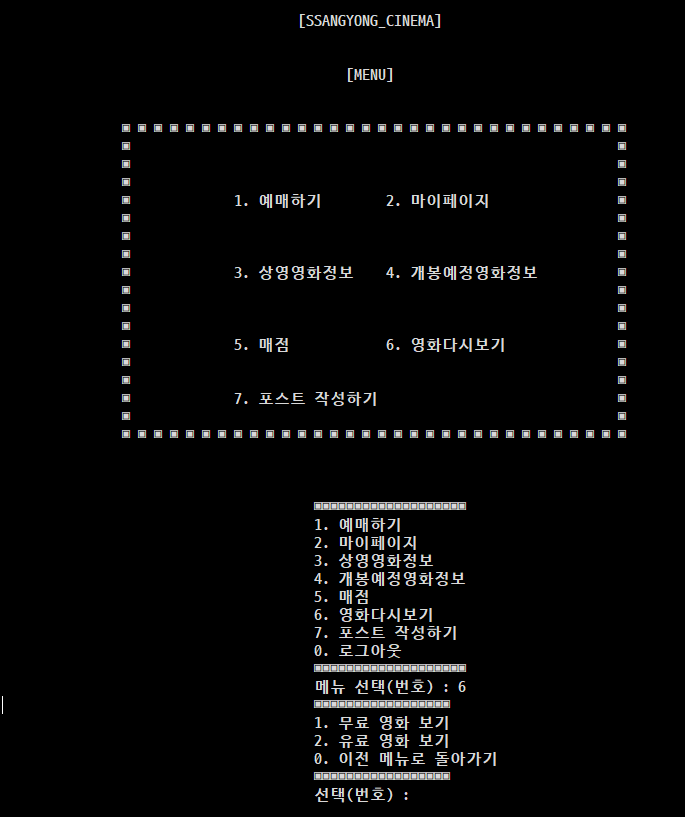 [SSANGYONG_CINEMA]
[MENU]
1. 예매하기 2. 마이페이지
3. 상영영화정보 4. 개봉예정영화정보
5. 매점 6. 영화다시보기
7. 포스트 작성하기
1. 예매하기
2. 마이페이지
3. 상영영화정보
4. 개봉예정영화정보
5. 매점
6. 영화다시보기
7. 포스트 작성하기
0. 로그아웃
메뉴 선택(번호) : 6
1. 무료 영화 보기
2. 유료 영화 보기
0. 이전 메뉴로 돌아가기
선택(번호) :